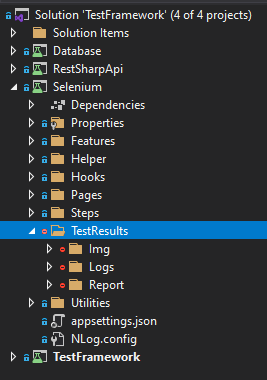 Solution 'TestFramework' (4 of 4 projects)
Solution Items
Database
RestSharpApi
Selenium
Dependencies
Properties
Features
Helper
Hooks
Pages
Steps
TestResults
Img
Logs
Report
Utilities
appsettings.json
NLog.config
TestFramework